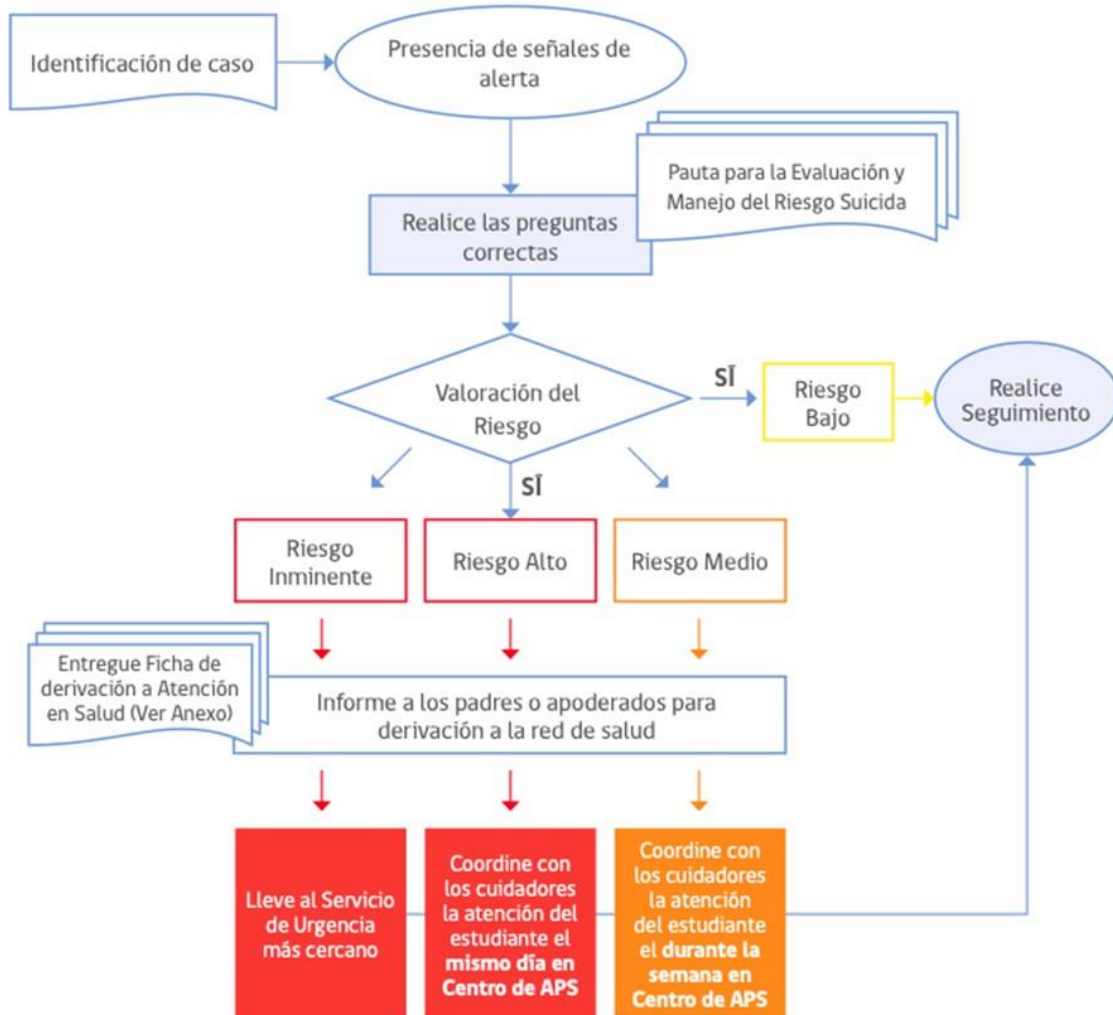 Identificación de caso
Presencia de señales de
alerta
Pauta para la Evaluación y
Manejo del Riesgo Suicida
Realice las preguntas
correctas
Valoración del
Riesgo
SĪ
Riesgo
Bajo
Realice
Seguimiento
SĪ
Riesgo
Inminente
Riesgo Alto
Riesgo Medio
Entregue Ficha de
derivación a Atención
en Salud (Ver Anexo)
Informe a los padres o apoderados para
derivación a la red de salud
Lleve al Servicio
de Urgencia
más cercano
Coordine con
los cuidadores
la atención del
estudiante el
mismo día en
Centro de APS
Coordine con
los cuidadores
la atención
del estudiante
el durante la
semana en
Centro de APS